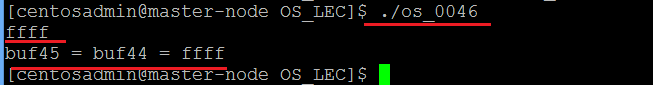 [centosadmin@master-node OS_LEC]$ ./os_0046
ffff
buf45 = buf44 = ffff
[centosadmin@master-node OS_LEC]$